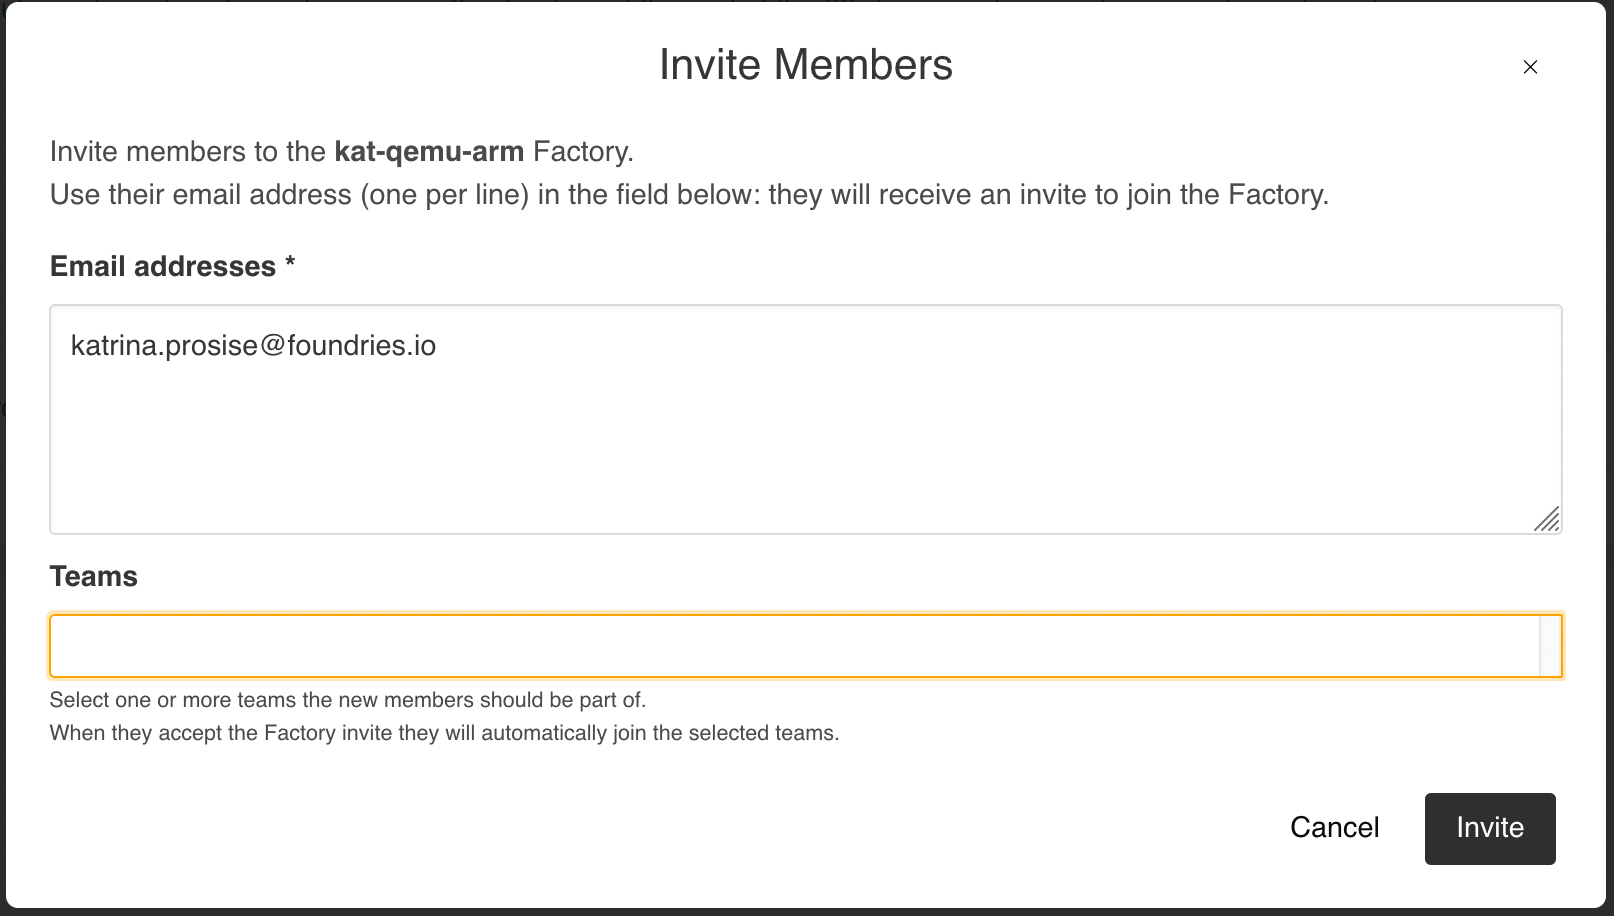 Invite Members
×
Invite members to the kat-qemu-arm Factory.
Use their email address (one per line) in the field below: they will receive an invite to join the Factory.
Email addresses *
katrina.prosise@foundries.io
Teams
Select one or more teams the new members should be part of.
When they accept the Factory invite they will automatically join the selected teams.
Cancel Invite